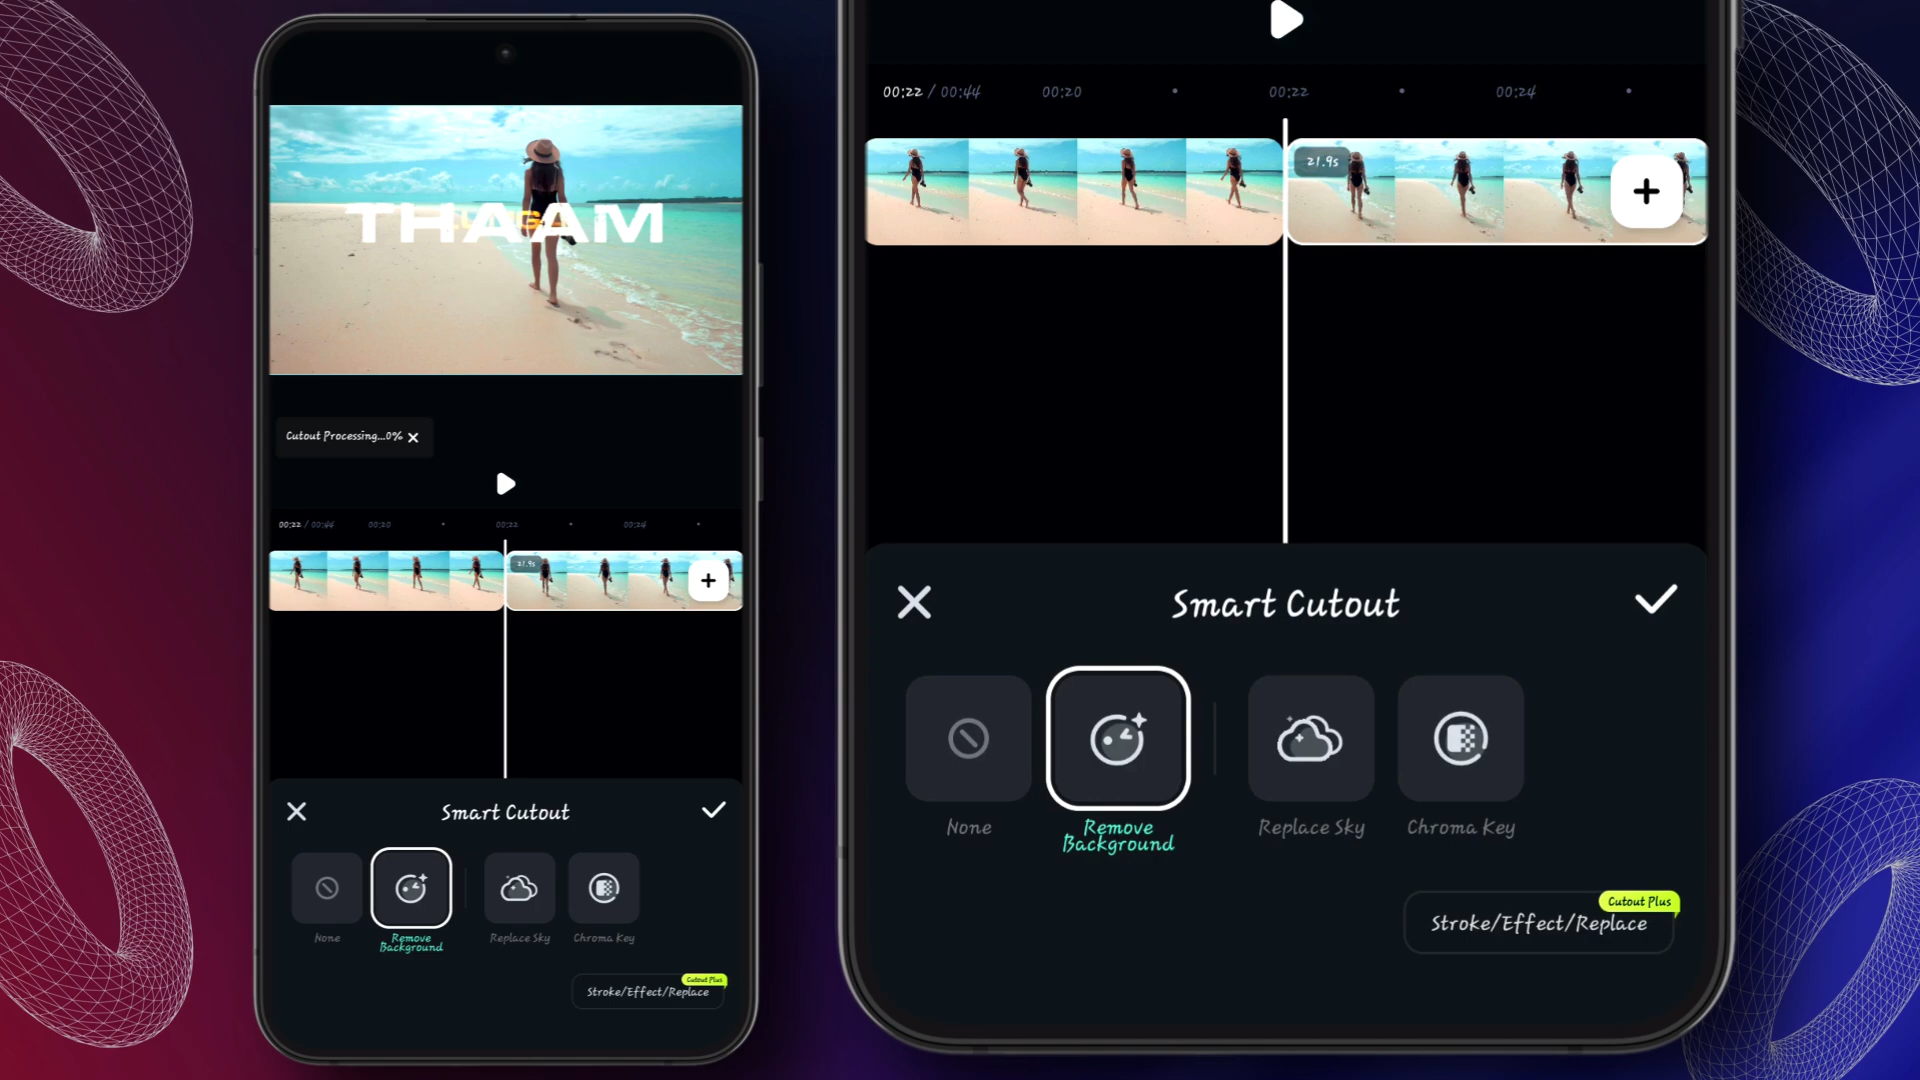 THAAM
Cutout Processing...0%
00:22 / 00:44
00:20
00:22
00:24
21.9s
Smart Cutout
None
Remove
Background
Replace Sky
Chroma Key
Cutout Plus
Stroke/Effect/Replace
00:22 / 00:44
00:20
00:22
00:24
21.9s
Smart Cutout
None
Remove
Background
Replace Sky
Chroma Key
Cutout Plus
Stroke/Effect/Replace